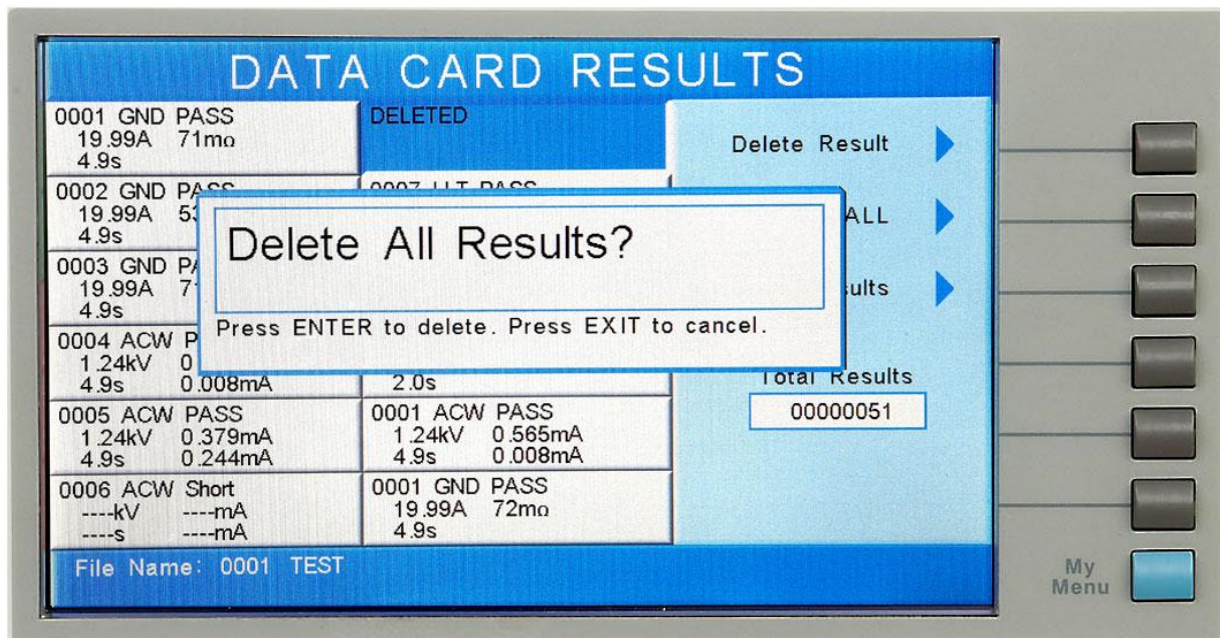 DATA CARD RESULTS
0001 GND PASS
19.99A 71mΩ
4.9s
0002 GND PASS
19.99A
4.9s
0003 GND
19.99A
4.9s
0004 ACW
1.24kV
4.9s 0.008mA
0005 ACW PASS
1.24kV 0.379mA
4.9s 0.244mA
0006 ACW Short
----kV ----mA
----s ----mA
DELETED
0007 LLT PASS
2.0s
0001 ACW PASS
1.24kV 0.565mA
4.9s 0.008mA
0001 GND PASS
19.99A 72mΩ
4.9s
Delete All Results?
Press ENTER to delete. Press EXIT to cancel.
Delete Result
ALL
Total Results
00000051
File Name: 0001 TEST
My
Menu